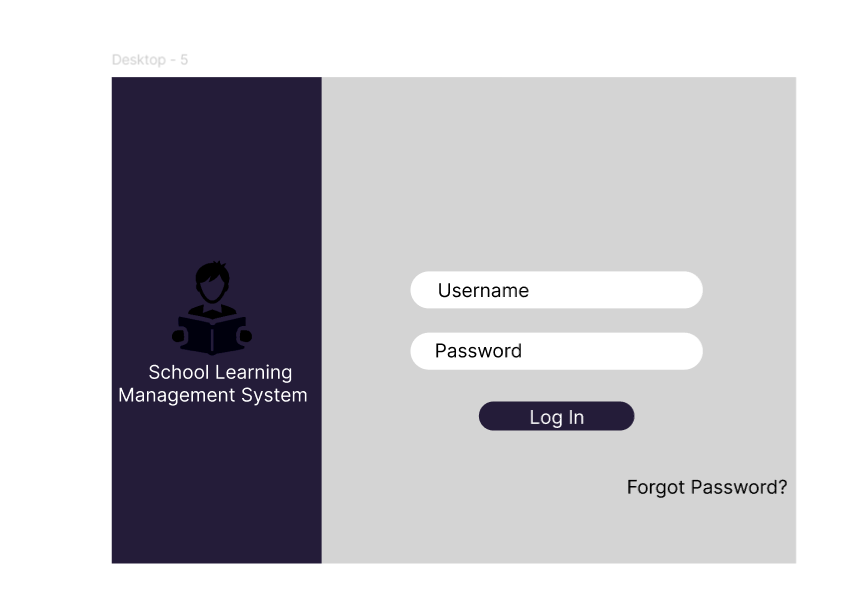 Desktop - 5
School Learning
Management System
Username
Password
Log In
Forgot Password?